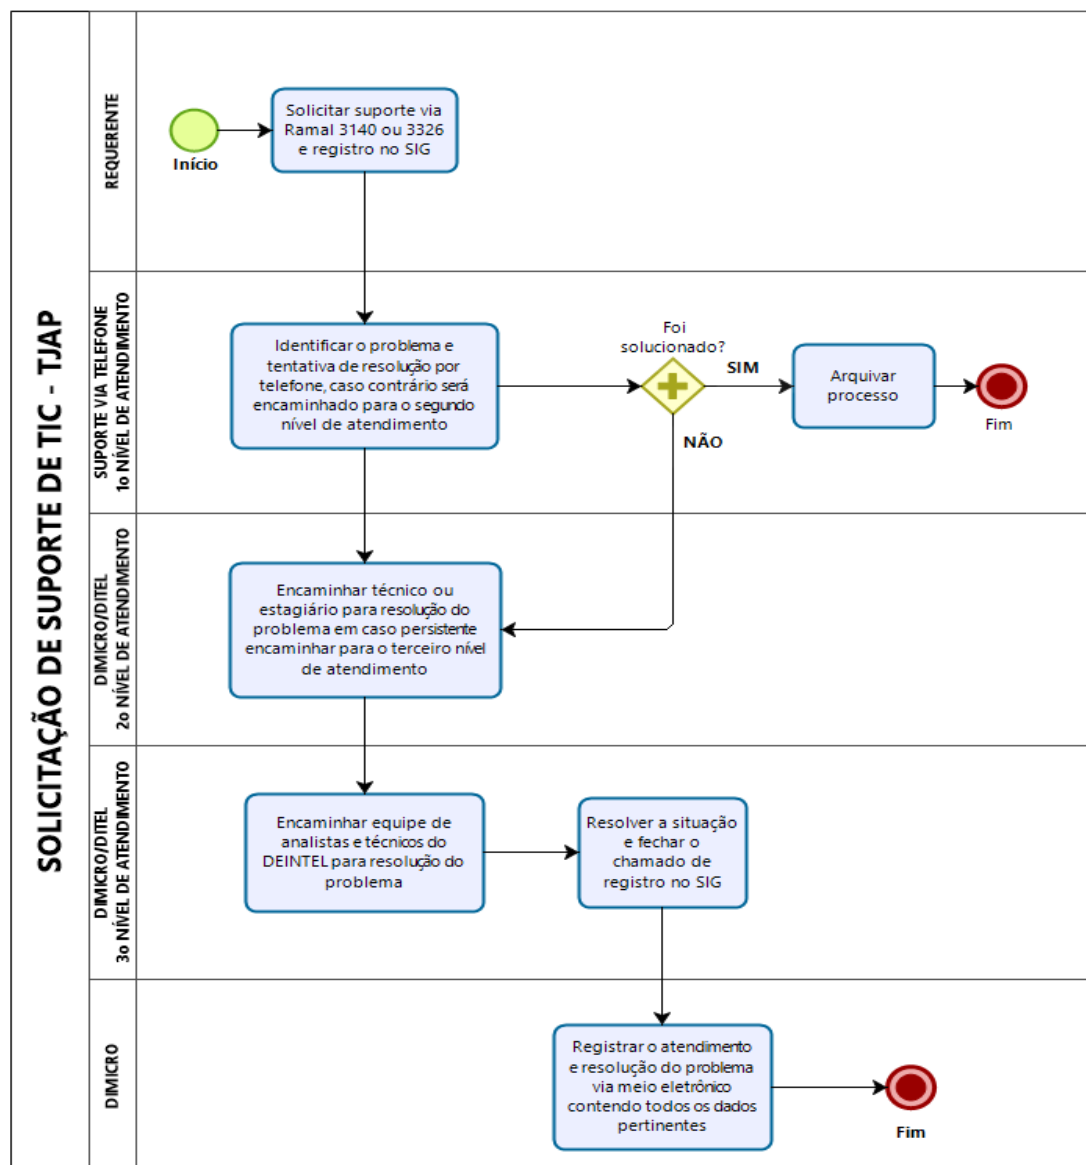 SOLICITAÇÃO DE SUPORTE DE TIC - TJAP
REQUERENTE
Início
Solicitar suporte via
Ramal 3140 ou 3326
e registro no SIG
SUPORTE VIA TELEFONE
1o NÍVEL DE ATENDIMENTO
Identificar o problema e
tentativa de resolução por
telefone, caso contrário será
encaminhado para o segundo
nível de atendimento
Foi
solucionado?
SIM
NÃO
Arquivar
processo
Fim
DIMICRO/DITEL
2o NÍVEL DE ATENDIMENTO
Encaminhar técnico ou
estagiário para resolução do
problema em caso persistente
encaminhar para o terceiro nível
de atendimento
DIMICRO/DITEL
3o NÍVEL DE ATENDIMENTO
Encaminhar equipe de
analistas e técnicos do
DEINTEL para resolução do
problema
Resolver a situação
e fechar o
chamado de
registro no SIG
DIMICRO
Registrar o atendimento
e resolução do problema
via meio eletrônico
contendo todos os dados
pertinentes
Fim